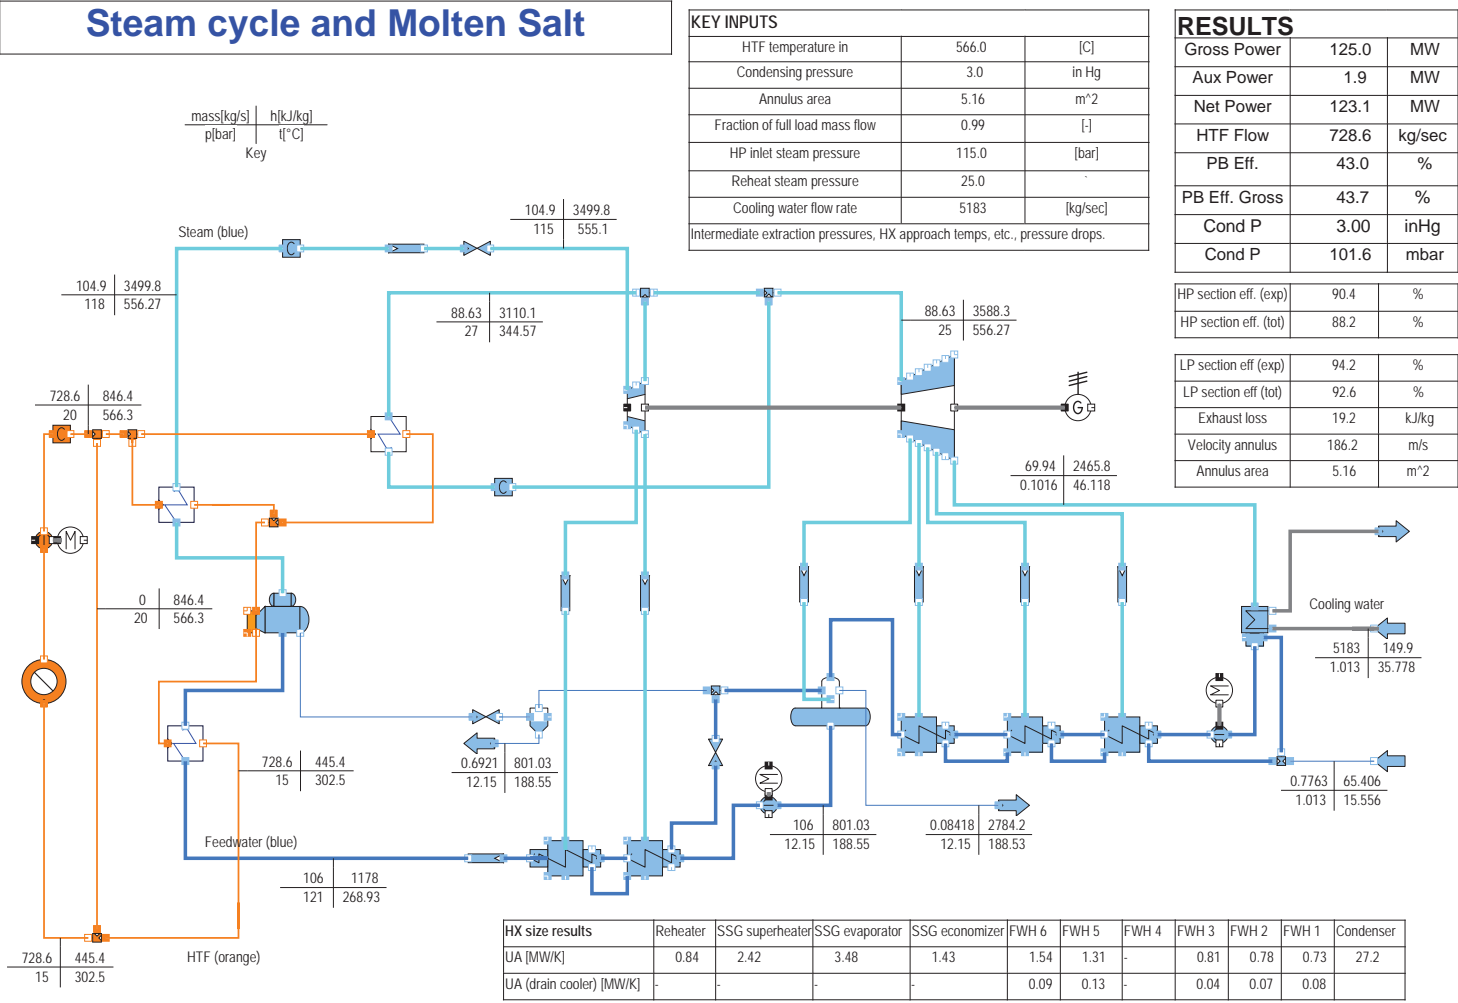 Steam cycle and Molten Salt
KEY INPUTS
HTF temperature in 566.0 [C]
Condensing pressure 3.0 in Hg
Annulus area 5.16 m^2
Fraction of full load mass flow 0.99 [-]
HP inlet steam pressure 115.0 [bar]
Reheat steam pressure 25.0 `
Cooling water flow rate 5183 [kg/sec]
Intermediate extraction pressures, HX approach temps, etc., pressure drops.
RESULTS
Gross Power 125.0 MW
Aux Power 1.9 MW
Net Power 123.1 MW
HTF Flow 728.6 kg/sec
PB Eff. 43.0 %
PB Eff. Gross 43.7 %
Cond P 3.00 inHg
Cond P 101.6 mbar
HP section eff. (exp) 90.4 %
HP section eff. (tot) 88.2 %
LP section eff (exp) 94.2 %
LP section eff (tot) 92.6 %
Exhaust loss 19.2 kJ/kg
Velocity annulus 186.2 m/s
Annulus area 5.16 m^2
mass[kg/s] h[kJ/kg]
p[bar] t[°C]
Key
Steam (blue)
104.9 3499.8
115 555.1
C
104.9 3499.8
118 556.27
88.63 3110.1
27 344.57
88.63 3588.3
25 556.27
728.6 846.4
20 566.3
C
G
C
69.94 2465.8
0.1016 46.118
M
0 846.4
20 566.3
Cooling water
5183 149.9
1.013 35.778
M
728.6 445.4
15 302.5
0.6921 801.03
12.15 188.55
M
0.7763 65.406
1.013 15.556
106 801.03
12.15 188.55
0.08418 2784.2
12.15 188.53
Feedwater (blue)
106 1178
121 268.93
HTF (orange)
728.6 445.4
15 302.5
HX size results Reheater SSG superheater SSG evaporator SSG economizer FWH 6 FWH 5 FWH 4 FWH 3 FWH 2 FWH 1 Condenser
UA [MW/K] 0.84 2.42 3.48 1.43 1.54 1.31 - 0.81 0.78 0.73 27.2
UA (drain cooler) [MW/K] - - - - 0.09 0.13 - 0.04 0.07 0.08